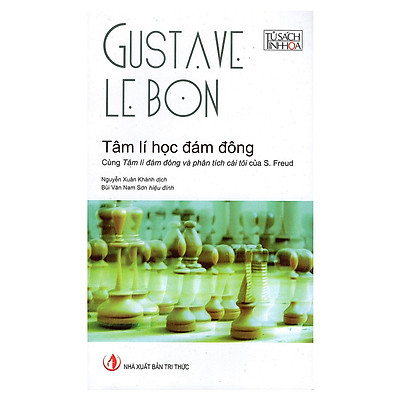 GUSTAVE
LE BON
TỦ SÁCH
TINH HOA
Tâm lí học đám đông
Cùng Tâm lí đám đông và phân tích cái tôi của S. Freud
Nguyễn Xuân Khánh dịch
Bùi Văn Nam Sơn hiệu đính
NHÀ XUẤT BẢN TRI THỨC